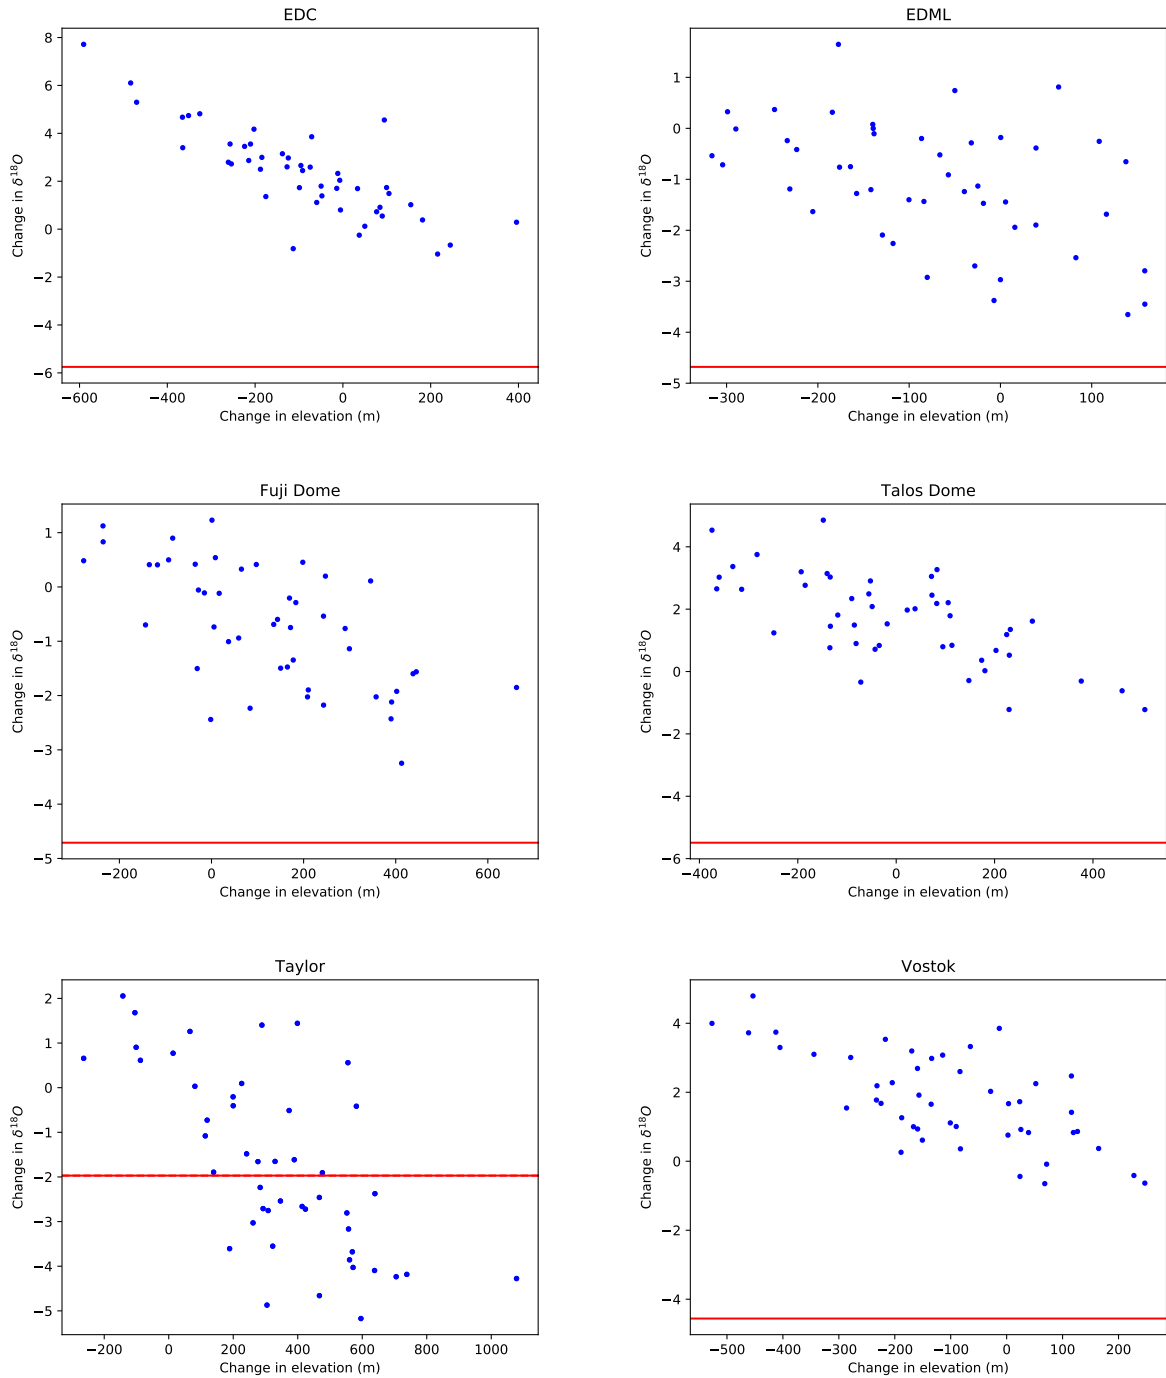 EDC
8
6
4
2
0
−2
−4
−6
Change in δ¹⁸O
−600 −400 −200 0 200 400
Change in elevation (m)
EDML
1
0
−1
−2
−3
−4
−5
Change in δ¹⁸O
−300 −200 −100 0 100
Change in elevation (m)
Fuji Dome
1
0
−1
−2
−3
−4
−5
Change in δ¹⁸O
−200 0 200 400 600
Change in elevation (m)
Talos Dome
4
2
0
−2
−4
−6
Change in δ¹⁸O
−400 −200 0 200 400
Change in elevation (m)
Taylor
2
1
0
−1
−2
−3
−4
−5
Change in δ¹⁸O
−200 0 200 400 600 800 1000
Change in elevation (m)
Vostok
4
2
0
−2
−4
Change in δ¹⁸O
−500 −400 −300 −200 −100 0 100 200
Change in elevation (m)